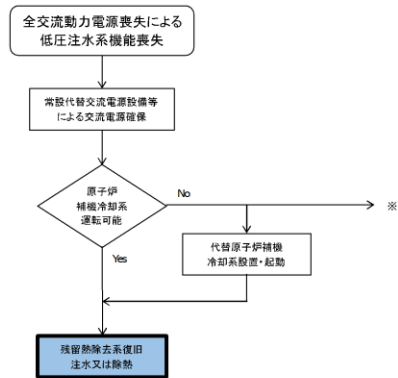 全交流動力電源喪失による
低圧注水系機能喪失
常設代替交流電源設備等
による交流電源確保
原子炉
補機冷却系
運転可能
No
※
代替原子炉補機
冷却系設置・起動
Yes
残留熱除去系復旧
注水又は除熱